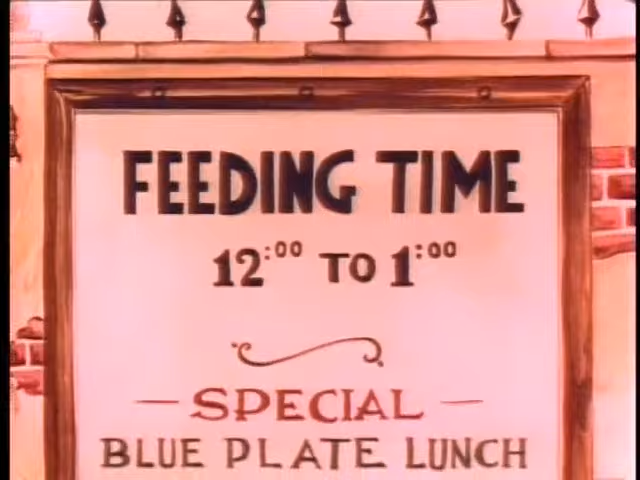 FEEDING TIME
12:00 TO 1:00
SPECIAL
BLUE PLATE LUNCH